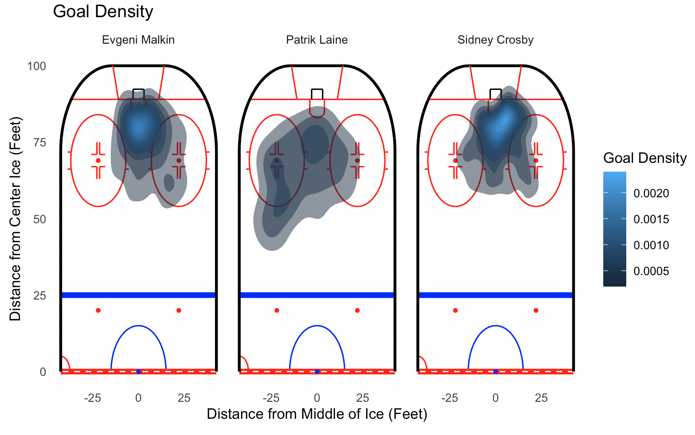 Goal Density
Evgeni Malkin
Patrik Laine
Sidney Crosby
100
75
50
25
0
Distance from Center Ice (Feet)
-25 0 25
-25 0 25
-25 0 25
Distance from Middle of Ice (Feet)
Goal Density
0.0020
0.0015
0.0010
0.0005